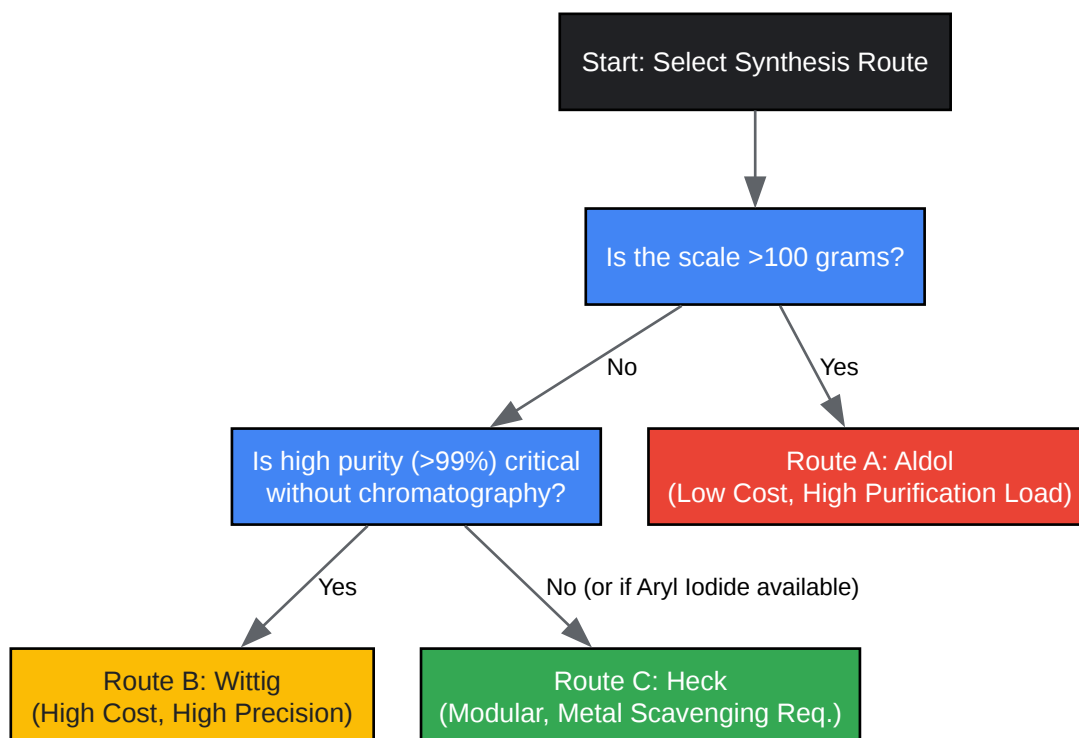 Start: Select Synthesis Route
Is the scale >100 grams?
No
Yes
Is high purity (>99%) critical
without chromatography?
Route A: Aldol
(Low Cost, High Purification Load)
Yes
No (or if Aryl Iodide available)
Route B: Wittig
(High Cost, High Precision)
Route C: Heck
(Modular, Metal Scavenging Req.)